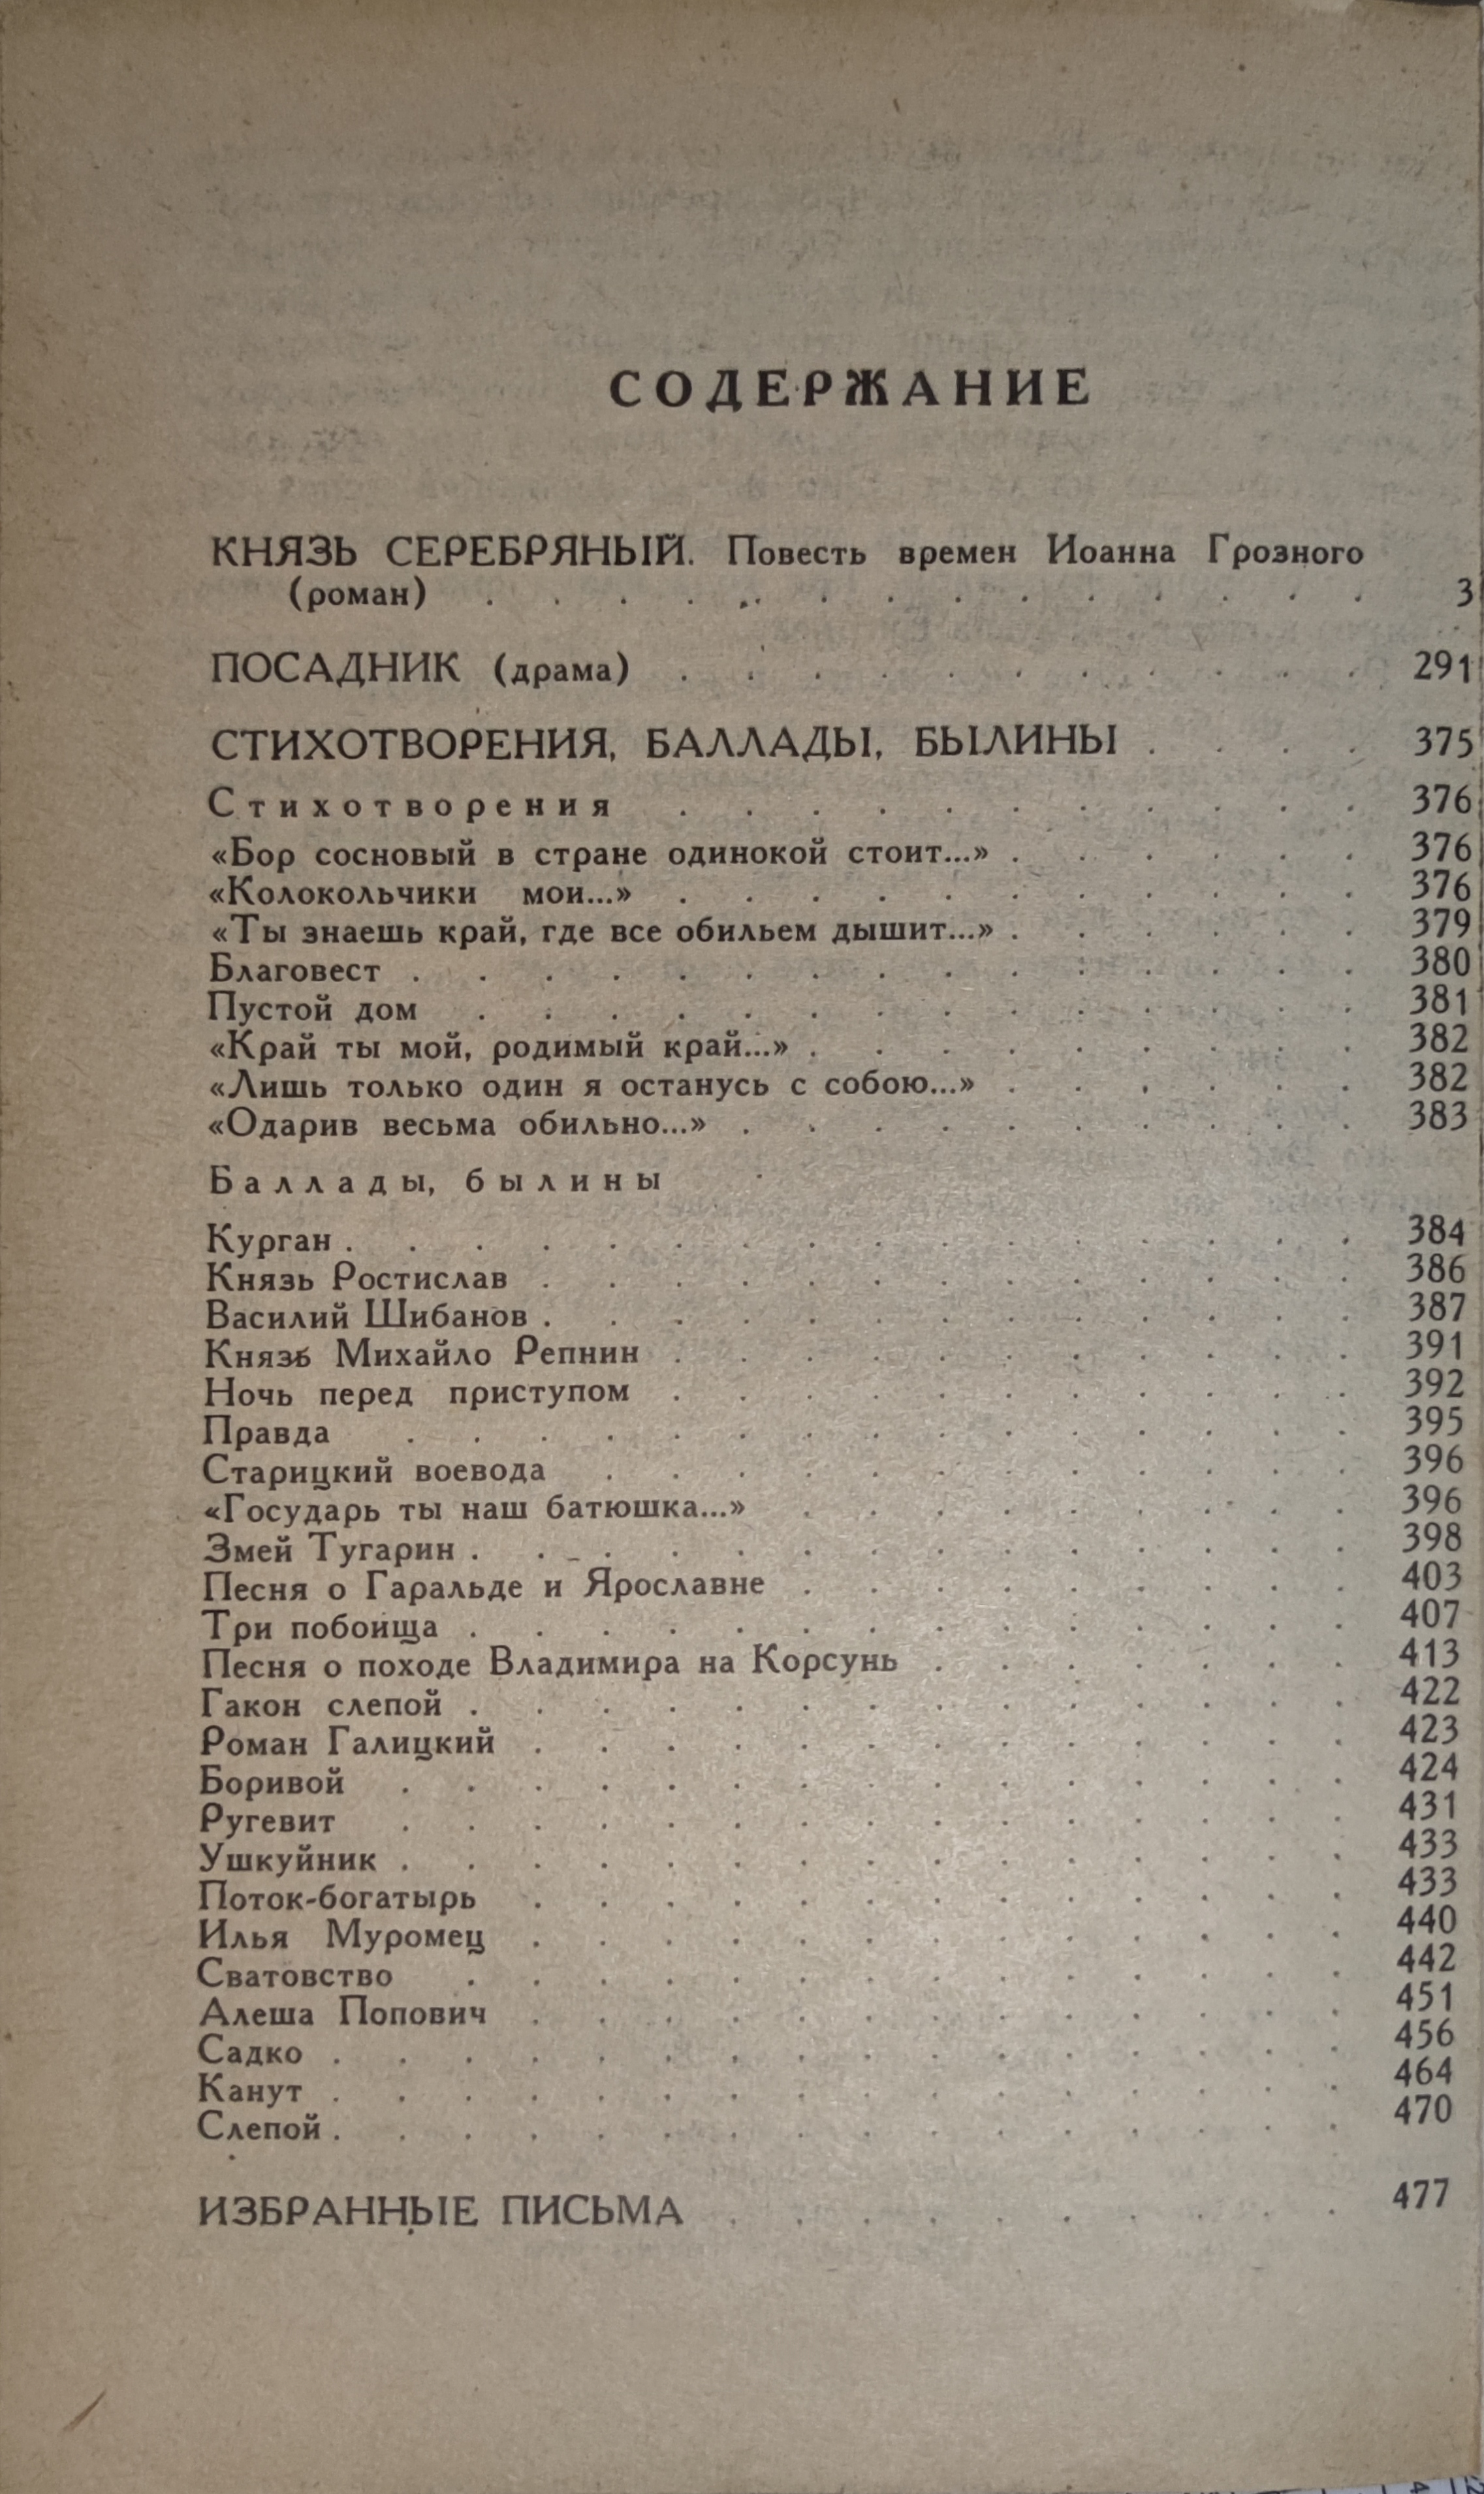 СОДЕРЖАНИЕ
КНЯЗЬ СЕРЕБРЯНЫЙ. Повесть времен Иоанна Грозного
(роман) . . . . . . . . . . . . . . 3
ПОСАДНИК (драма) . . . . . . . . . . . 291
СТИХОТВОРЕНИЯ, БАЛЛАДЫ, БЫЛИНЫ . . . . 375
Стихотворения . . . . . . . . . . . 376
«Бор сосновый в стране одинокой стоит...» . . . . . . 376
«Колокольчики мои...» . . . . . . . . . . . 376
«Ты знаешь край, где все обильем дышит...» . . . . . . 379
Благовест . . . . . . . . . . . . . . . 380
Пустой дом . . . . . . . . . . . . . . 381
«Край ты мой, родимый край...» . . . . . . . . . 382
«Лишь только один я останусь с собою...» . . . . . . 382
«Одарив весьма обильно...» . . . . . . . . . . 383
Баллады, былины
Курган . . . . . . . . . . . . . . . . 384
Князь Ростислав . . . . . . . . . . . . . 386
Василий Шибанов . . . . . . . . . . . . . 387
Князь Михайло Репнин . . . . . . . . . . . 391
Ночь перед приступом . . . . . . . . . . . 392
Правда . . . . . . . . . . . . . . . 395
Старицкий воевода . . . . . . . . . . . . 396
«Государь ты наш батюшка...» . . . . . . . . . 396
Змей Тугарин . . . . . . . . . . . . . . 398
Песня о Гаральде и Ярославне . . . . . . . . . 403
Три побоища . . . . . . . . . . . . . . 407
Песня о походе Владимира на Корсунь . . . . . . . 413
Гакон слепой . . . . . . . . . . . . . . 422
Роман Галицкий . . . . . . . . . . . . . 423
Боривой . . . . . . . . . . . . . . . 424
Ругевит . . . . . . . . . . . . . . . 431
Ушкуйник . . . . . . . . . . . . . . . 433
Поток-богатырь . . . . . . . . . . . . . 433
Илья Муромец . . . . . . . . . . . . . 440
Сватовство . . . . . . . . . . . . . . 442
Алеша Попович . . . . . . . . . . . . . 451
Садко . . . . . . . . . . . . . . . . 456
Канут . . . . . . . . . . . . . . . . 464
Слепой . . . . . . . . . . . . . . . . 470
ИЗБРАННЫЕ ПИСЬМА . . . . . . . . . . 477